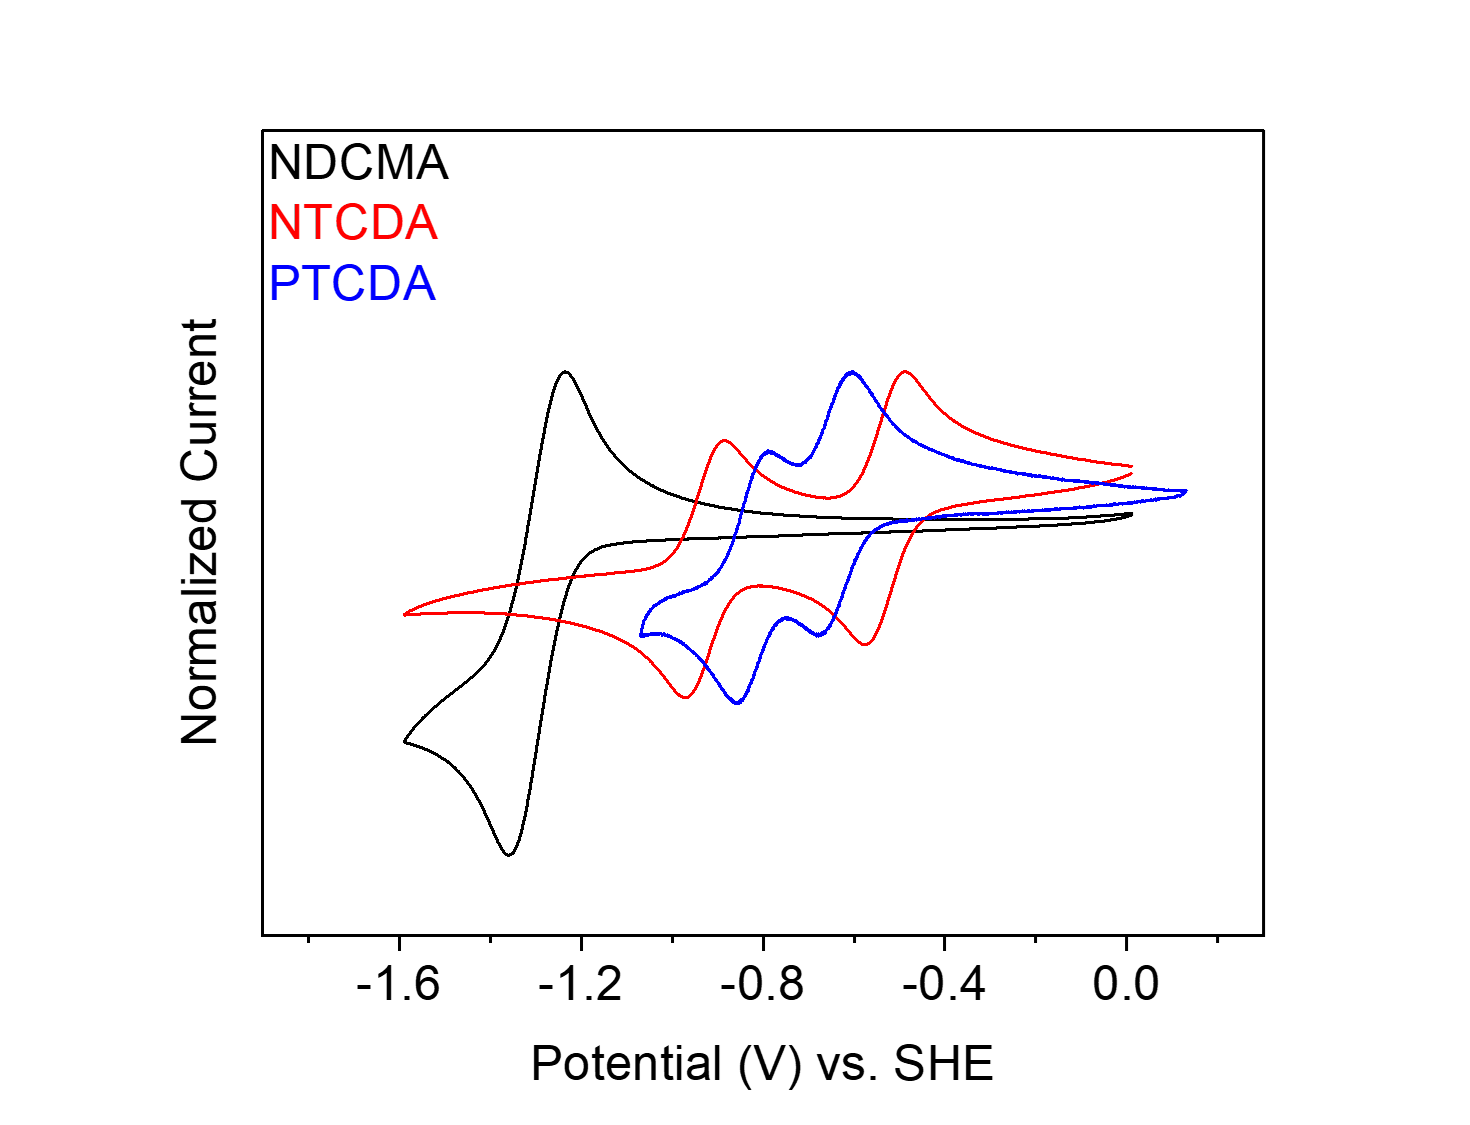 NDCMA
NTCDA
PTCDA
Normalized Current
-1.6 -1.2 -0.8 -0.4 0.0
Potential (V) vs. SHE